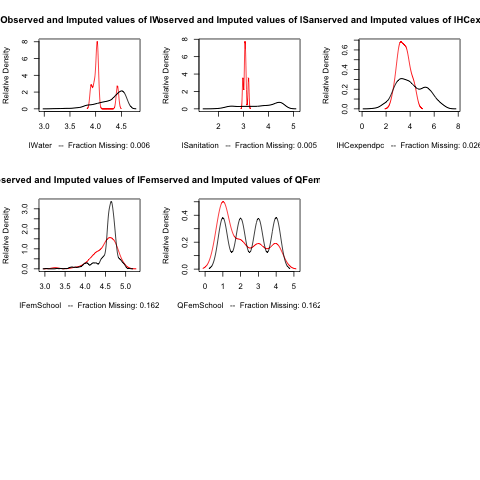 Observed and Imputed values of lW
bserved and Imputed values of lSan
served and Imputed values of lHCex
Relative Density
0 2 4 6 8
3.0 3.5 4.0 4.5
lWater -- Fraction Missing: 0.006
Relative Density
0 2 4 6 8
2 3 4 5
lSanitation -- Fraction Missing: 0.005
Relative Density
0.0 0.2 0.4 0.6
0 2 4 6 8
lHCexpendpc -- Fraction Missing: 0.026
served and Imputed values of lFem
served and Imputed values of QFem
Relative Density
0.0 1.0 2.0 3.0
3.0 3.5 4.0 4.5 5.0
lFemSchool -- Fraction Missing: 0.162
Relative Density
0.0 0.2 0.4
0 1 2 3 4 5
QFemSchool -- Fraction Missing: 0.162